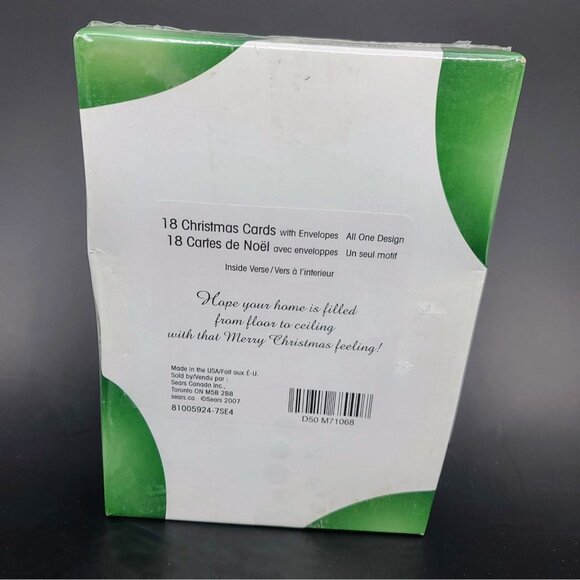 18 Christmas Cards with Envelopes All One Design
18 Cartes de Noël avec enveloppes Un seul motif
Inside Verse/Vers à l'interieur
Hope your home is filled
from floor to ceiling
with that Merry Christmas feeling!
Made in the USA/Fait aux É-U.
Sold by/Vendu par :
Sears Canada Inc.,
Toronto ON M5B 2B8
sears.ca ©Sears 2007
81005924-7SE4
D50 M71068